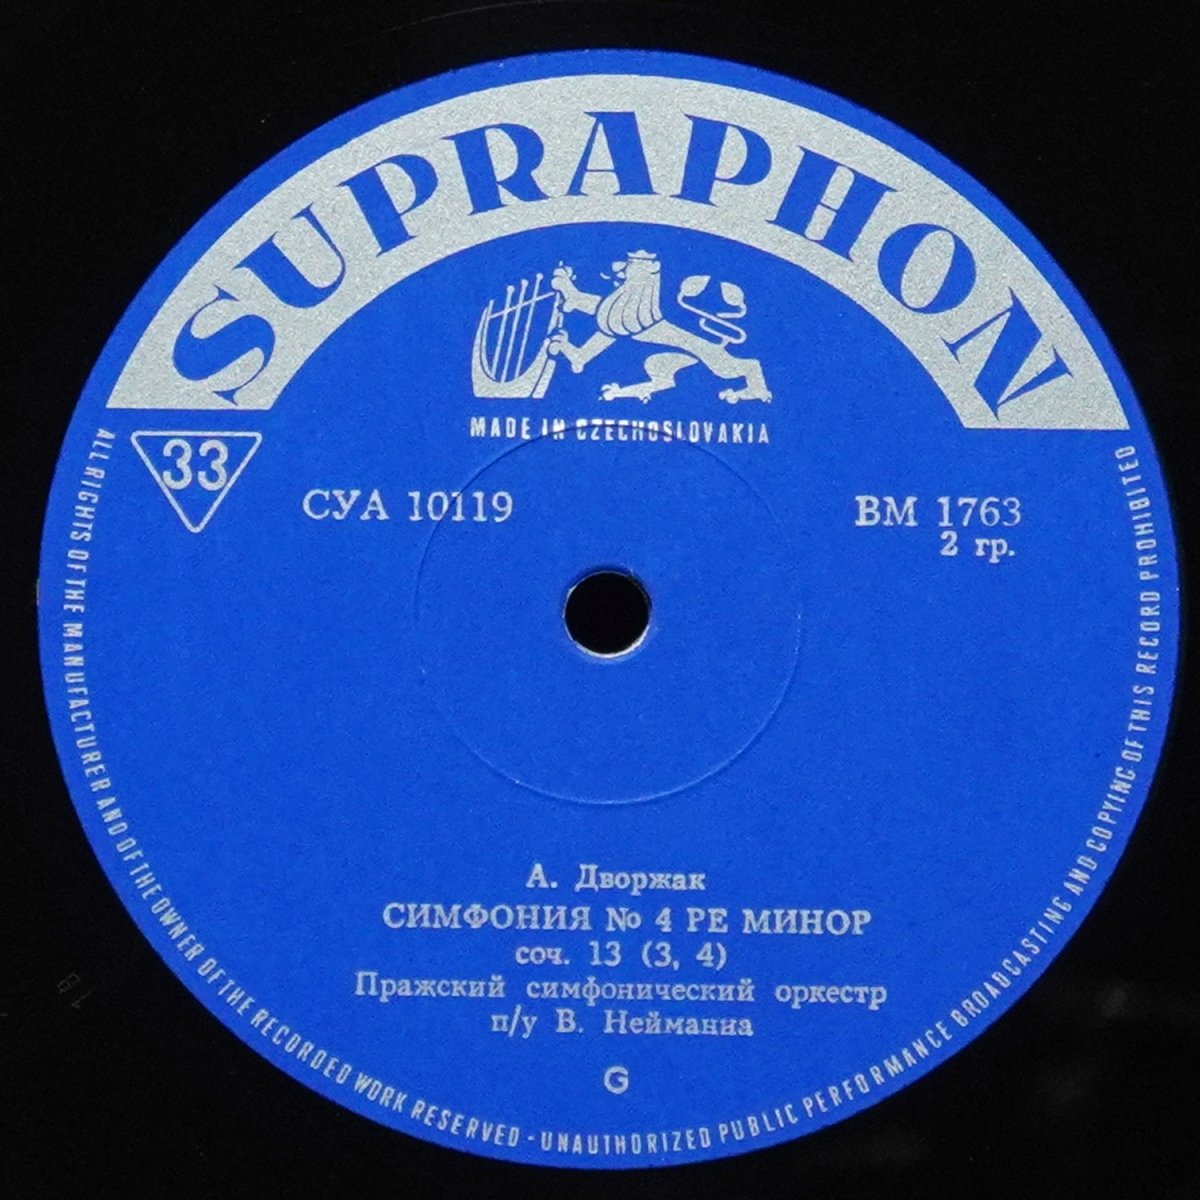 SUPRAPHON
MADE IN CZECHOSLOVAKIA
33
СУА 10119
ВМ 1763
2 гр.
А. Дворжак
СИМФОНИЯ № 4 РЕ МИНОР
соч. 13 (3, 4)
Пражский симфонический оркестр
п/у В. Нейманна
G
ALL RIGHTS OF THE MANUFACTURER AND OF THE OWNER OF THE RECORDED WORK RESERVED - UNAUTHORIZED PUBLIC PERFORMANCE BROADCASTING AND COPYING OF THIS RECORD PROHIBITED